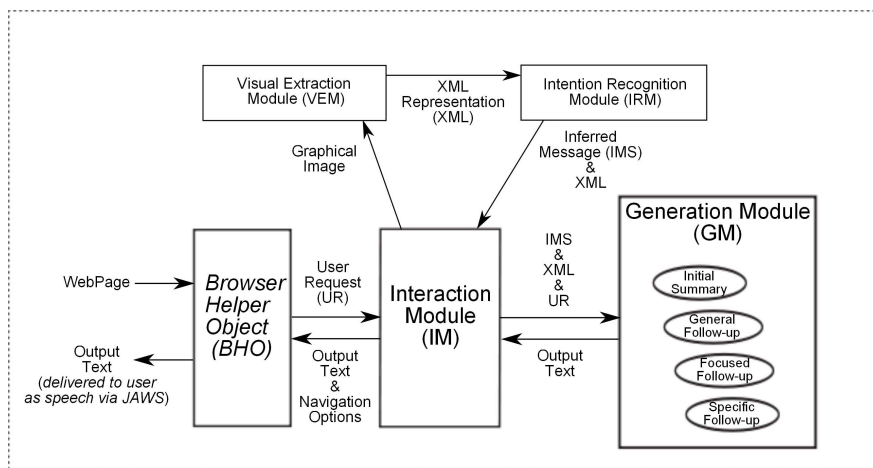 Visual Extraction
Module (VEM)
XML
Representation
(XML)
Intention Recognition
Module (IRM)
Graphical
Image
Inferred
Message (IMS)
&
XML
WebPage
Output
Text
(delivered to user
as speech via JAWS)
Browser
Helper
Object
(BHO)
User
Request
(UR)
Output
Text
&
Navigation
Options
Interaction
Module
(IM)
IMS
&
XML
&
UR
Output
Text
Generation Module
(GM)
Initial
Summary
General
Follow-up
Focused
Follow-up
Specific
Follow-up